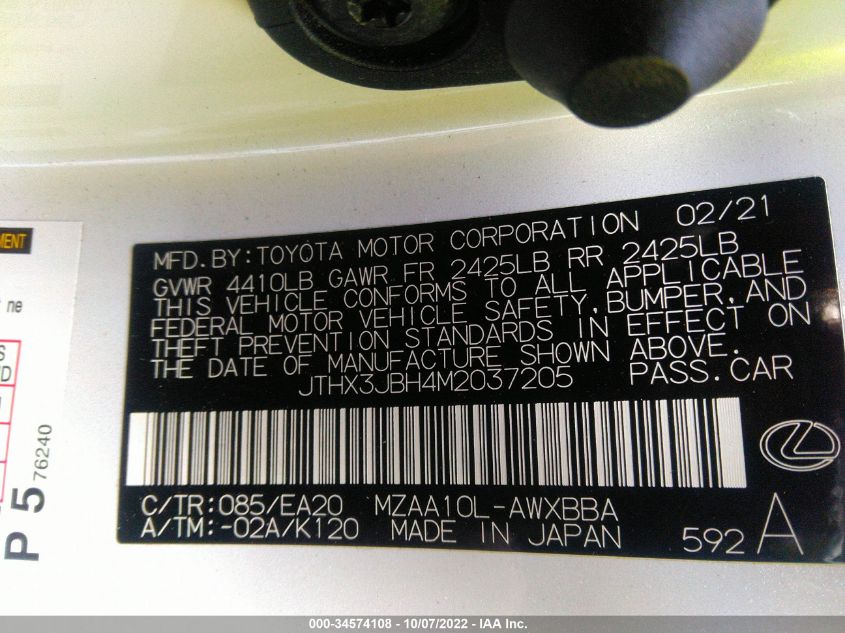 MFD. BY: TOYOTA MOTOR CORPORATION 02/21
GVWR 4410LB GAWR FR 2425LB RR 2425LB
THIS VEHICLE CONFORMS TO ALL APPLICABLE
FEDERAL MOTOR VEHICLE SAFETY, BUMPER, AND
THEFT PREVENTION STANDARDS IN EFFECT ON
THE DATE OF MANUFACTURE SHOWN ABOVE.
JTHX3JBH4M2037205 PASS. CAR
C/TR: 085/EA20 MZAA10L-AWXBBA
A/TM: -02A/K120 MADE IN JAPAN
592 A
ne
P 5 76240
000-34574108 - 10/07/2022 - IAA Inc.